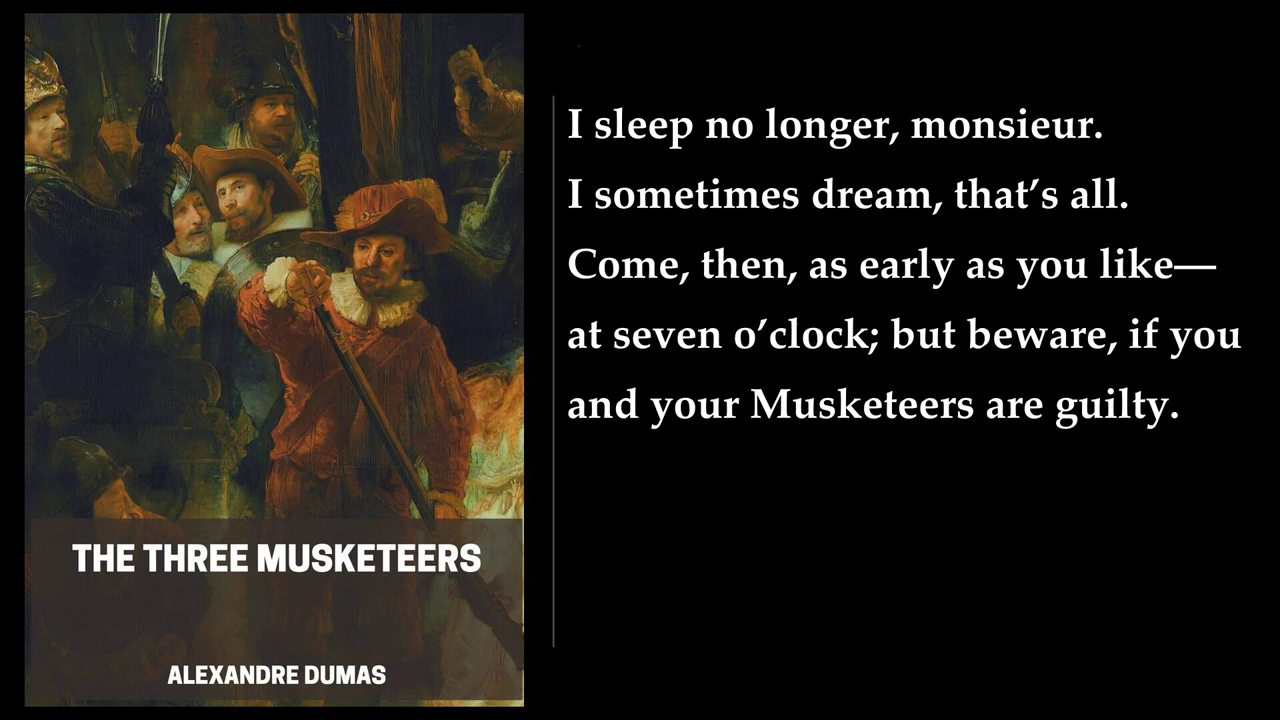 THE THREE MUSKETEERS
ALEXANDRE DUMAS
I sleep no longer, monsieur.
I sometimes dream, that’s all.
Come, then, as early as you like—
at seven o’clock; but beware, if you
and your Musketeers are guilty.